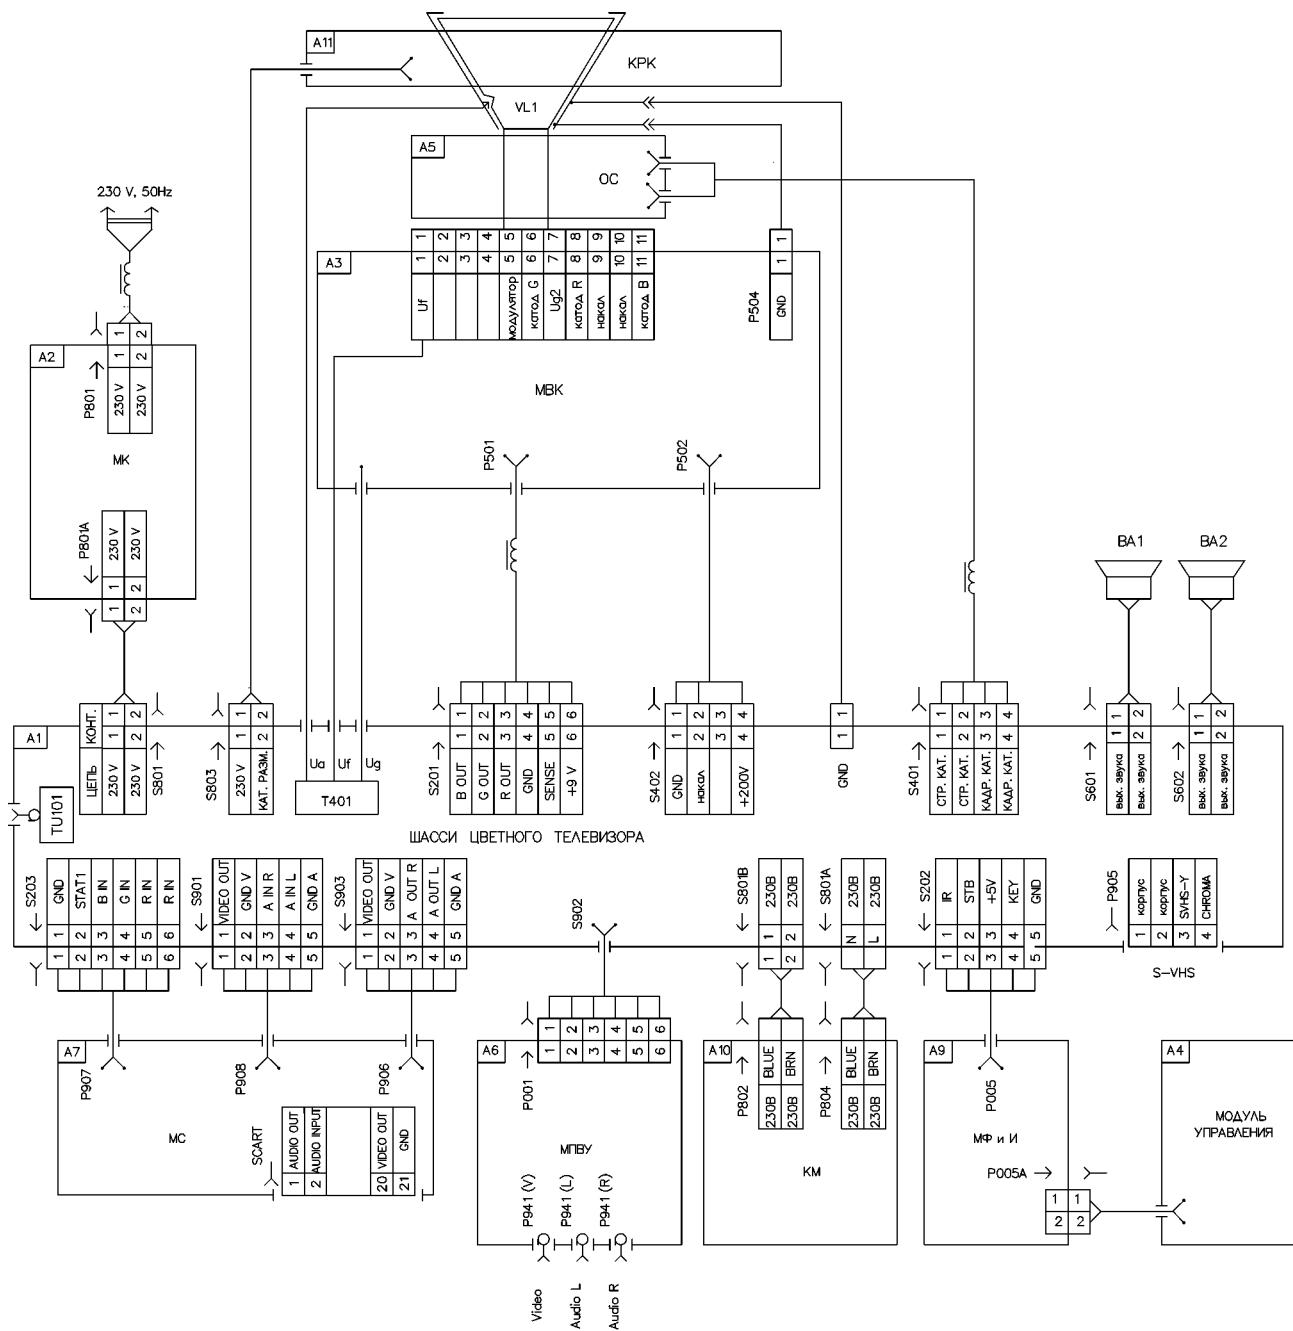 A11
КРК
VL1
A5
ОС
230 V, 50Hz
1 2 3 4 5 6 7 8 9 10 11
1 2 3 4 5 6 7 8 9 10 11
Uf
модулятор
катод G
Ug2
катод R
накал
накал
катод B
A3
P504
1 1
GND
МВК
A2
P801
1 1 230 V
2 2 230 V
МК
P501
P502
P801A
230 V 1 1
230 V 2 2
BA1
BA2
A1
TU101
ЦЕПЬ КОНТ.
230 V 1 1
230 V 2 2
S801
S803
230 V 1 1
КАТ. РАЗМ. 2 2
Ua
Uf
Ug
T401
S201
B OUT 1 1
G OUT 2 2
R OUT 3 3
GND 4 4
SENSE 5 5
+9 V 6 6
S402
GND 1 1
накал 2 2
3 3
+200V 4 4
1 1
GND
S401
СТР. КАТ. 1 1
СТР. КАТ. 2 2
КАДР. КАТ. 3 3
КАДР. КАТ. 4 4
S601
вых. звука 1 1
вых. звука 2 2
S602
вых. звука 1 1
вых. звука 2 2
ШАССИ ЦВЕТНОГО ТЕЛЕВИЗОРА
S203
1 1 GND
2 2 STAT1
3 3 B IN
4 4 G IN
5 5 R IN
6 6 R IN
S901
1 1 VIDEO OUT
2 2 GND V
3 3 A IN R
4 4 A IN L
5 5 GND A
S903
1 1 VIDEO OUT
2 2 GND V
3 3 A OUT R
4 4 A OUT L
5 5 GND A
S902
S801B
1 1 230B
2 2 230B
S801A
N 230B
L 230B
S202
1 1 IR
2 2 STB
3 3 +5V
4 4 KEY
5 5 GND
P905
1 корпус
2 корпус
3 SVHS-Y
4 CHROMA
S-VHS
A7
P907
P908
P906
МС
SCART
1 AUDIO OUT
2 AUDIO INPUT
20 VIDEO OUT
21 GND
A6
P001
1 2 3 4 5 6
1 2 3 4 5 6
МПВУ
P941 (V)
P941 (L)
P941 (R)
Video
Audio L
Audio R
A10
P802
230B BLUE
230B BRN
P804
230B BLUE
230B BRN
КМ
A9
P005
МФ и И
P005A
1 1
2 2
A4
МОДУЛЬ
УПРАВЛЕНИЯ